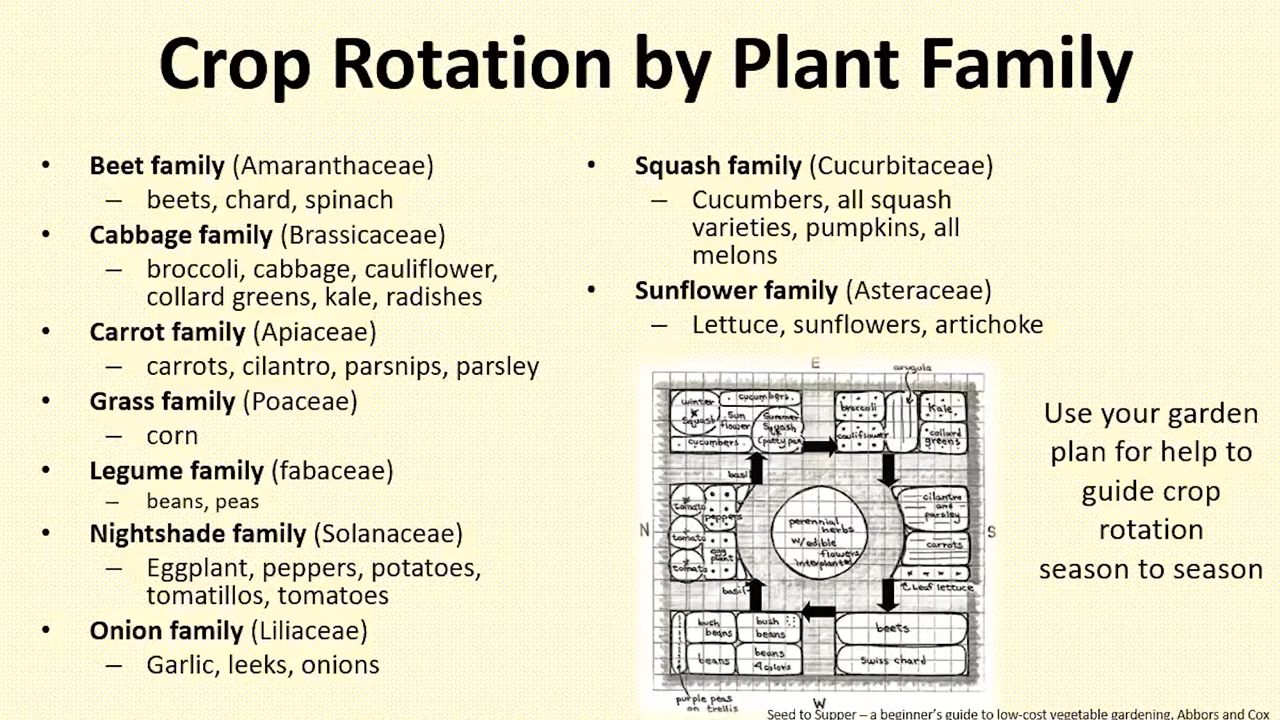 Crop Rotation by Plant Family
• Beet family (Amaranthaceae)
– beets, chard, spinach
• Cabbage family (Brassicaceae)
– broccoli, cabbage, cauliflower,
collard greens, kale, radishes
• Carrot family (Apiaceae)
– carrots, cilantro, parsnips, parsley
• Grass family (Poaceae)
– corn
• Legume family (fabaceae)
– beans, peas
• Nightshade family (Solanaceae)
– Eggplant, peppers, potatoes,
tomatillos, tomatoes
• Onion family (Liliaceae)
– Garlic, leeks, onions
• Squash family (Cucurbitaceae)
– Cucumbers, all squash
varieties, pumpkins, all
melons
• Sunflower family (Asteraceae)
– Lettuce, sunflowers, artichoke
E
arugula
winter
squash
cucumbers
sun
flower
summer
squash
(patty pan
cucumbers
broccoli
cauliflower
kale
collard
greens
basil
N
tomato
peppers
tomato
egg
plant
tomato
basil
perennial
herbs
w/edible
flowers
interplanted
cilantro
and
parsley
carrots
leaf lettuce
S
bush
beans
bush
beans
beans
beans
4 colors
beets
swiss chard
purple peas
on trellis
W
Use your garden
plan for help to
guide crop
rotation
season to season
Seed to Supper – a beginner's guide to low-cost vegetable gardening, Abbors and Cox